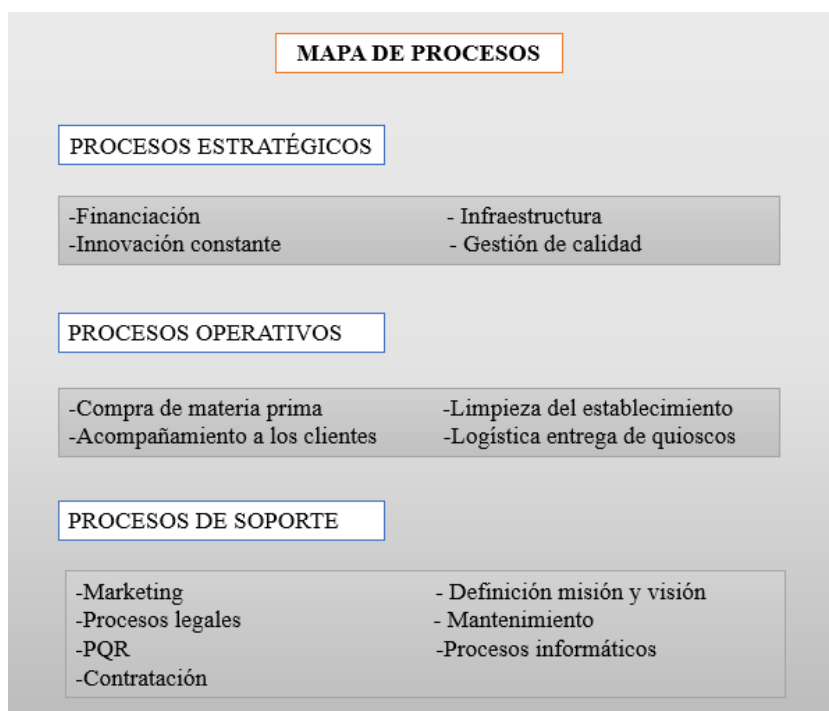 MAPA DE PROCESOS
PROCESOS ESTRATÉGICOS
-Financiación - Infraestructura
-Innovación constante - Gestión de calidad
PROCESOS OPERATIVOS
-Compra de materia prima -Limpieza del establecimiento
-Acompañamiento a los clientes -Logística entrega de quioscos
PROCESOS DE SOPORTE
-Marketing - Definición misión y visión
-Procesos legales - Mantenimiento
-PQR -Procesos informáticos
-Contratación